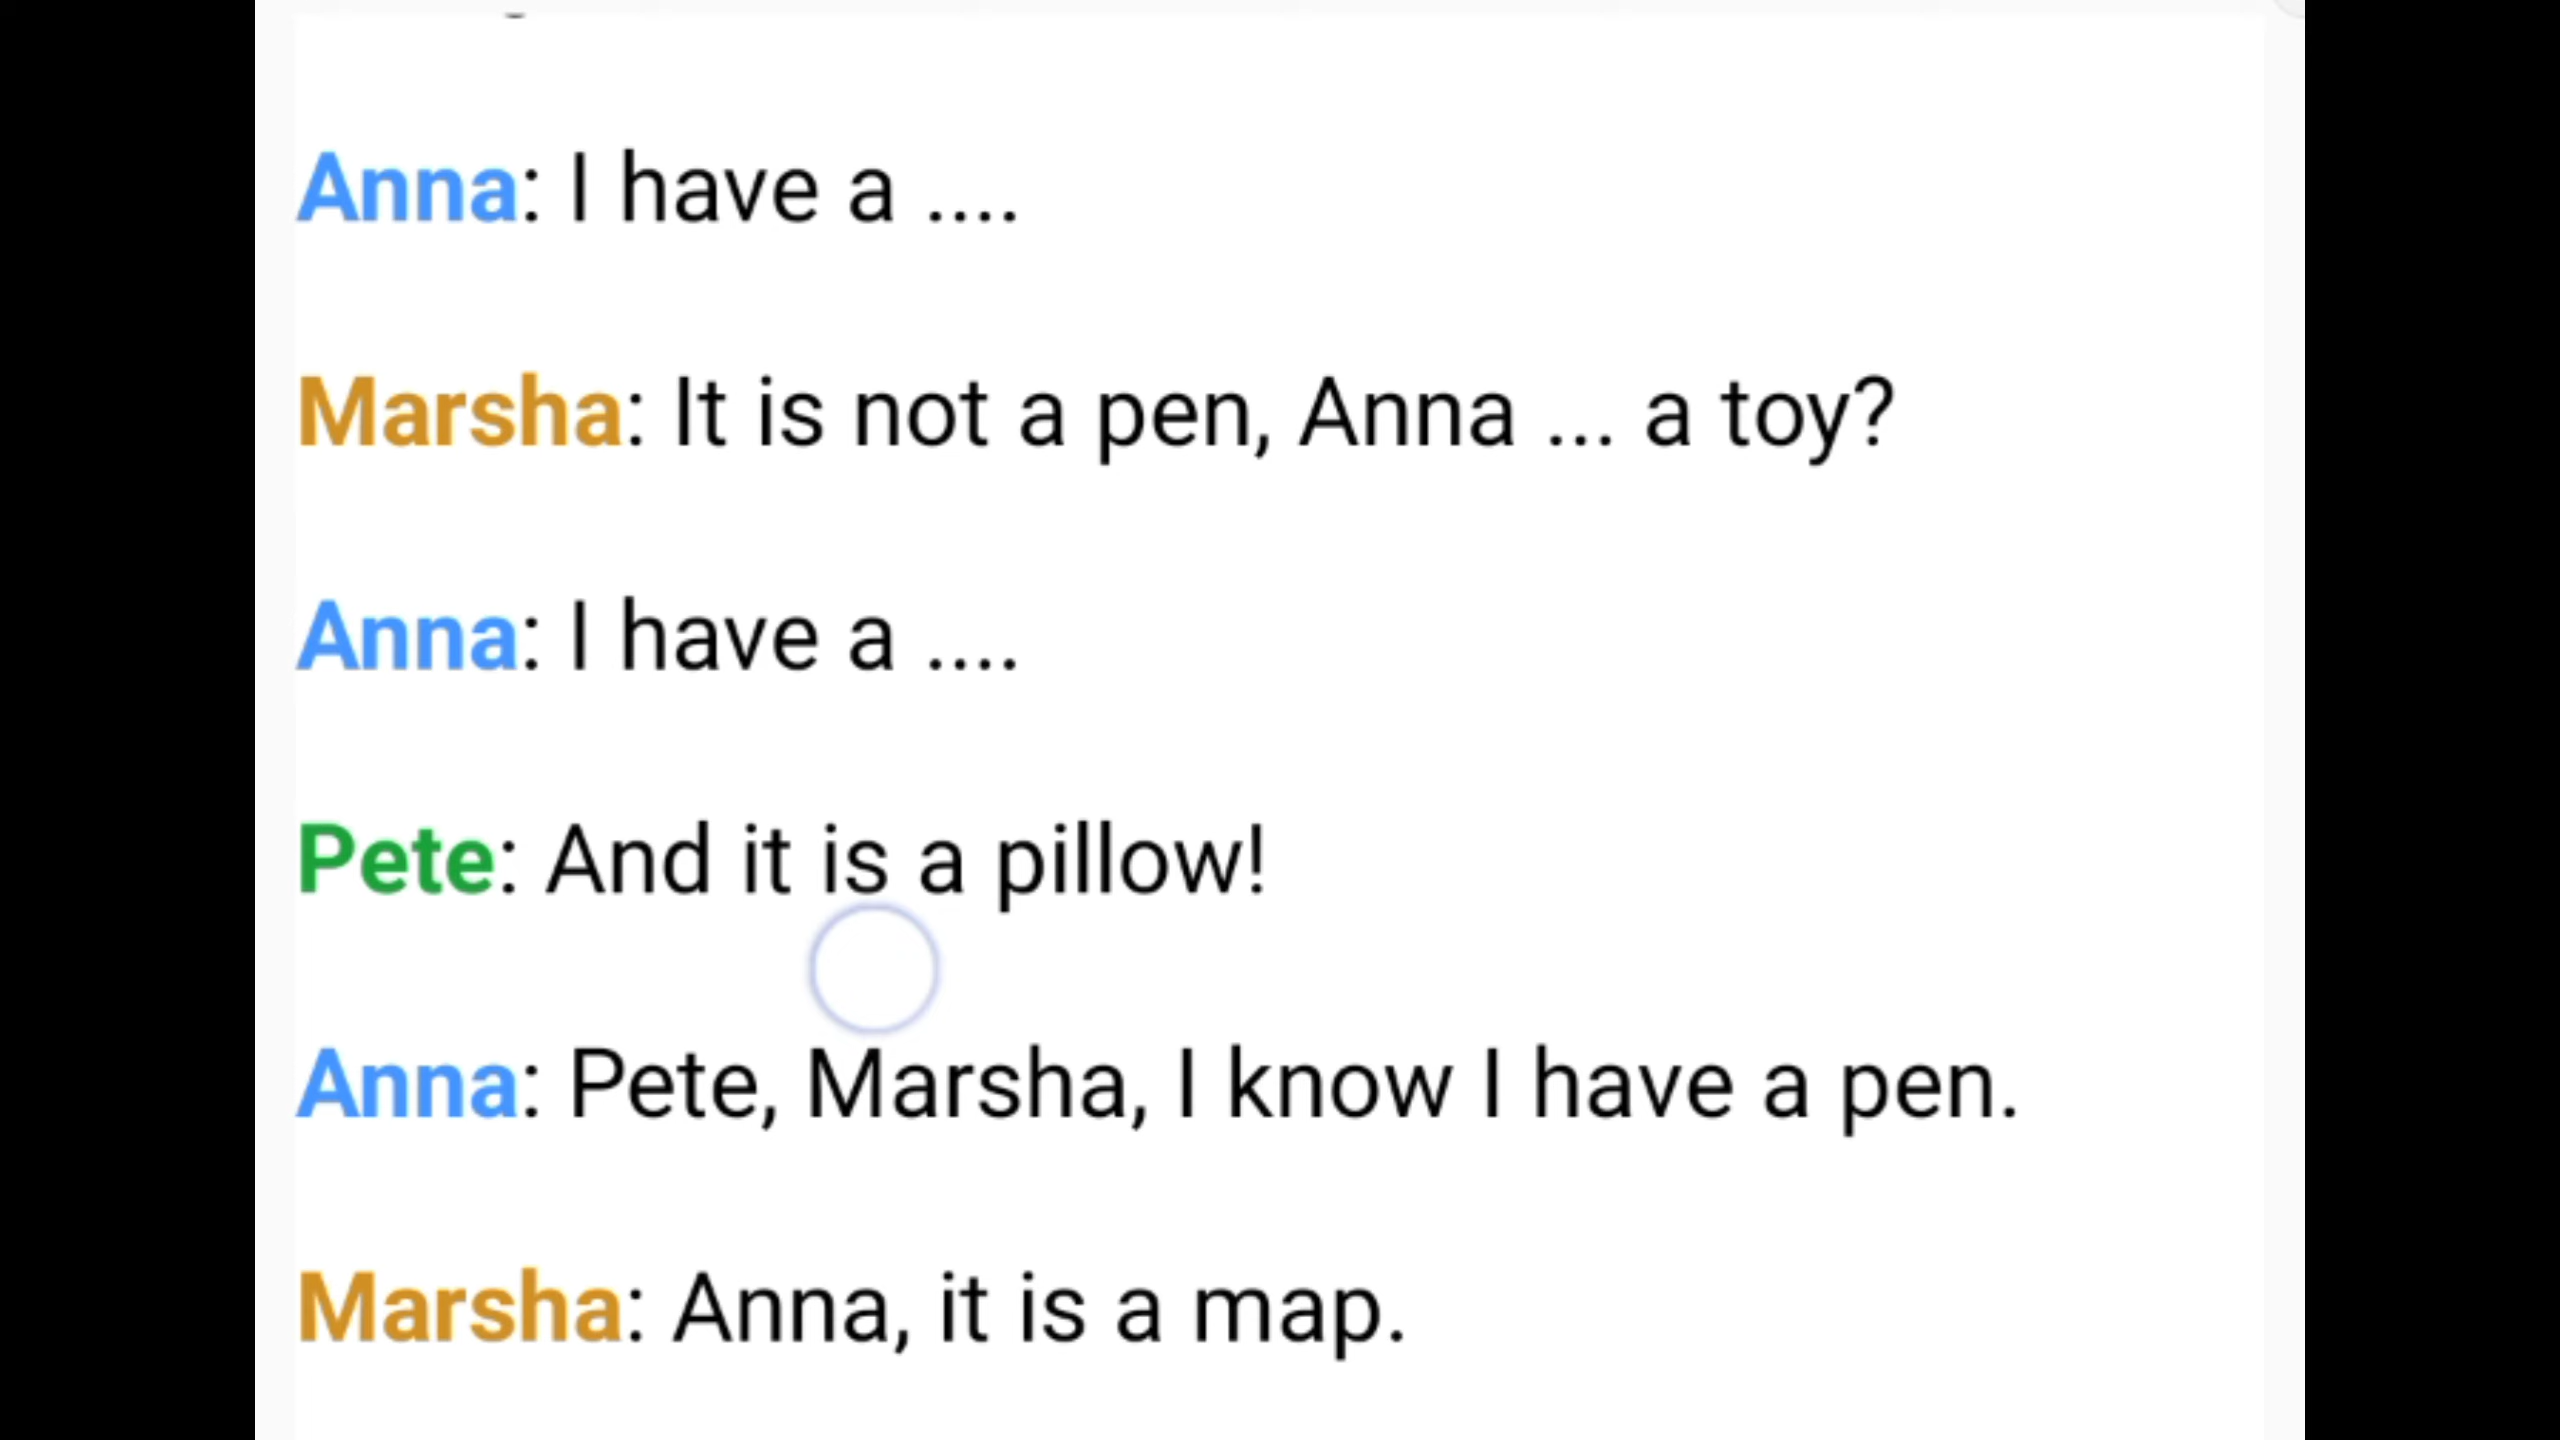 Anna: I have a ....
Marsha: It is not a pen, Anna ... a toy?
Anna: I have a ....
Pete: And it is a pillow!
Anna: Pete, Marsha, I know I have a pen.
Marsha: Anna, it is a map.